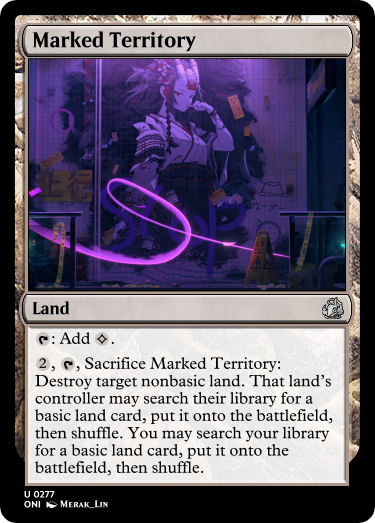 Marked Territory
Land
: Add .
2, , Sacrifice Marked Territory:
Destroy target nonbasic land. That land's
controller may search their library for a
basic land card, put it onto the battlefield,
then shuffle. You may search your library
for a basic land card, put it onto the
battlefield, then shuffle.
U 0277
ONI Merak_Lin